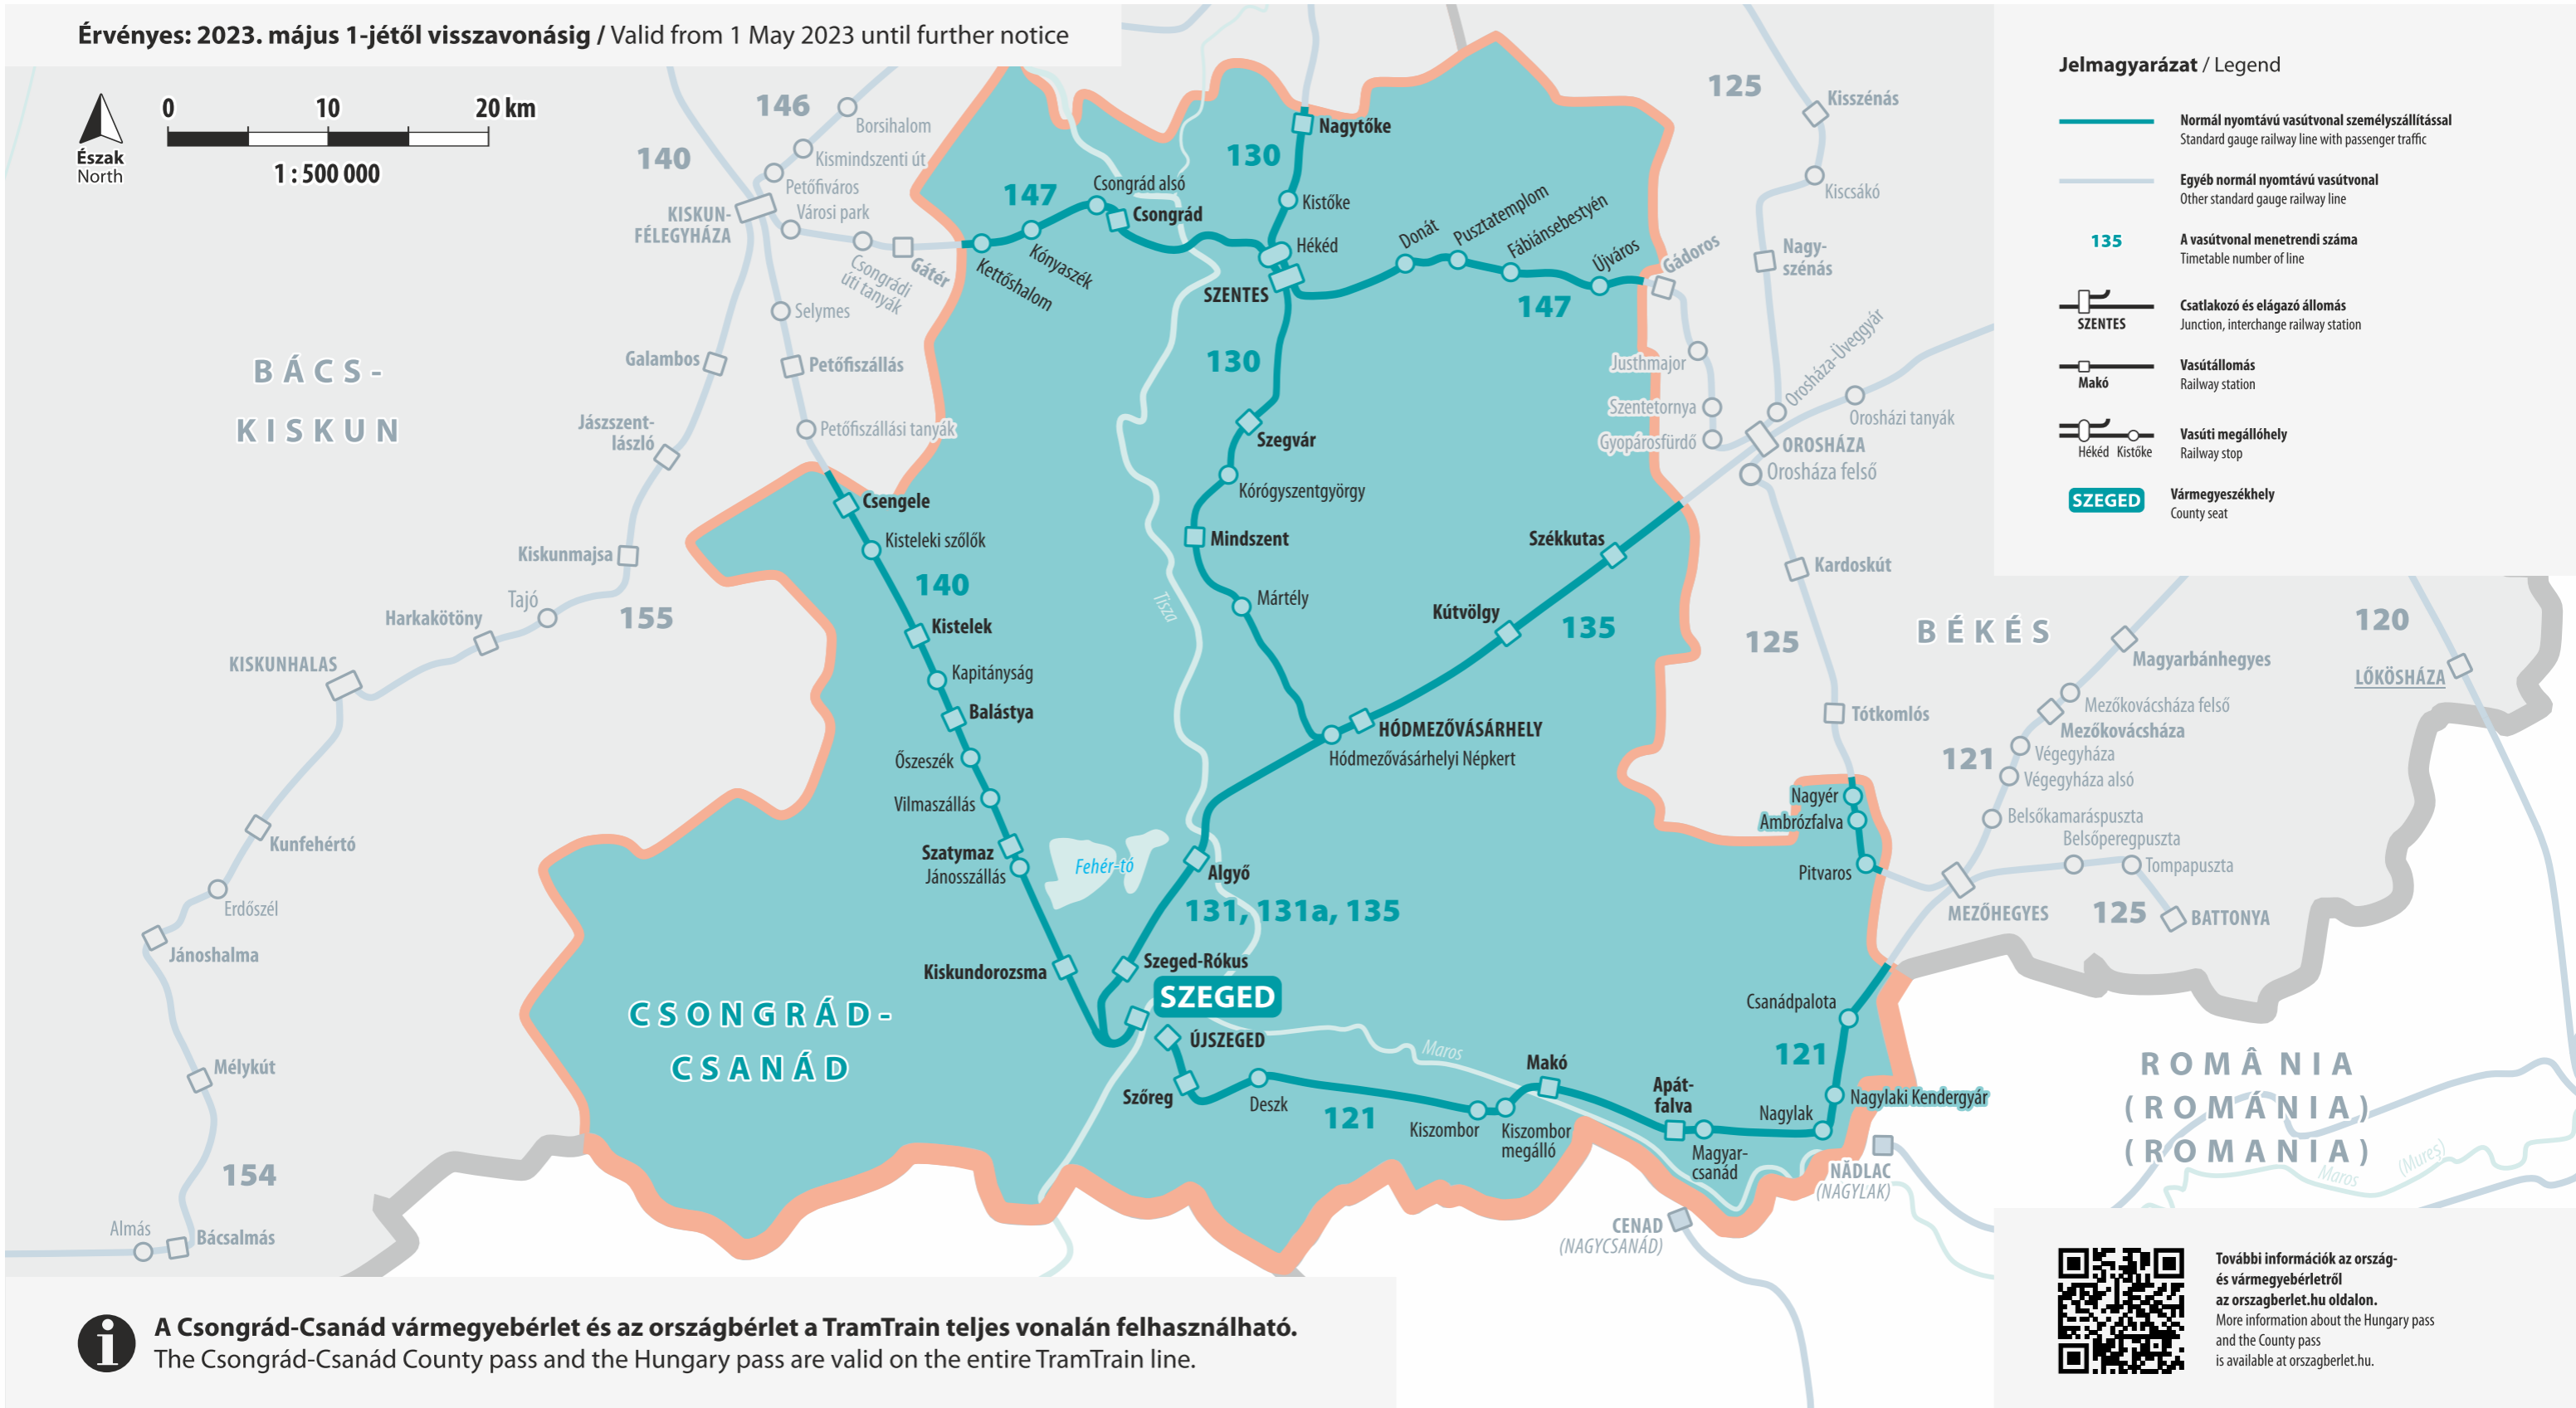 Érvényes: 2023. május 1-jétől visszavonásig / Valid from 1 May 2023 until further notice
Észak
North
0 10 20 km
1 : 500 000
146
Borsihalom
Kismindszenti út
140
Petőfiváros
KISKUN-
FÉLEGYHÁZA
Városi park
Csongrádi
úti tanyák
Gátér
Selymes
Galambos
Petőfiszállás
Jászszent-
lászló
Petőfiszállási tanyák
BÁCS-
KISKUN
Kiskunmajsa
Tajó
Harkakötöny
155
KISKUNHALAS
Kunfehértó
Erdőszél
Jánoshalma
Mélykút
154
Almás
Bácsalmás
147
Csongrád alsó
Csongrád
Kettőshalom
Kónyaszék
130
Nagytőke
Kistőke
Hékéd
SZENTES
Donát
Pusztatemplom
Fábiánsebestyén
Újváros
147
Gádoros
130
Szegvár
Kórógyszentgyörgy
Mindszent
Mártély
Tisza
Csengele
Kisteleki szőlők
140
Kistelek
Kapitányság
Balástya
Őszeszék
Vilmaszállás
Szatymaz
Jánosszállás
Kiskundorozsma
Fehér-tó
Székkutas
Kútvölgy
135
HÓDMEZŐVÁSÁRHELY
Hódmezővásárhelyi Népkert
Algyő
131, 131a, 135
Szeged-Rókus
SZEGED
ÚJSZEGED
Szőreg
Deszk
121
Maros
Kiszombor
Kiszombor
megálló
Makó
Apát-
falva
Magyar-
csanád
Nagylak
Nagylaki Kendergyár
121
Csanádpalota
CSONGRÁD-
CSANÁD
125
Kisszénás
Kiscsákó
Nagy-
szénás
Justhmajor
Szentetornya
Gyopárosfürdő
Orosháza-Üveggyár
Orosházi tanyák
OROSHÁZA
Orosháza felső
Kardoskút
125
Tótkomlós
Nagyér
Ambrózfalva
Pitvaros
BÉKÉS
120
LŐKÖSHÁZA
Magyarbánhegyes
Mezőkovácsháza felső
Mezőkovácsháza
121
Végegyháza
Végegyháza alsó
Belsőkamaráspuszta
Belsőperegpuszta
Tompapuszta
MEZŐHEGYES
125
BATTONYA
NĂDLAC
(NAGYLAK)
CENAD
(NAGYCSANÁD)
ROMÂNIA
(ROMÁNIA)
(ROMANIA)
Maros
(Mureş)
Jelmagyarázat / Legend
Normál nyomtávú vasútvonal személyszállítással
Standard gauge railway line with passenger traffic
Egyéb normál nyomtávú vasútvonal
Other standard gauge railway line
135
A vasútvonal menetrendi száma
Timetable number of line
SZENTES
Csatlakozó és elágazó állomás
Junction, interchange railway station
Makó
Vasútállomás
Railway station
Hékéd Kistőke
Vasúti megállóhely
Railway stop
SZEGED
Vármegyeszékhely
County seat
A Csongrád-Csanád vármegyebérlet és az országbérlet a TramTrain teljes vonalán felhasználható.
The Csongrád-Csanád County pass and the Hungary pass are valid on the entire TramTrain line.
További információk az ország-
és vármegyebérletről
az orszagberlet.hu oldalon.
More information about the Hungary pass
and the County pass
is available at orszagberlet.hu.